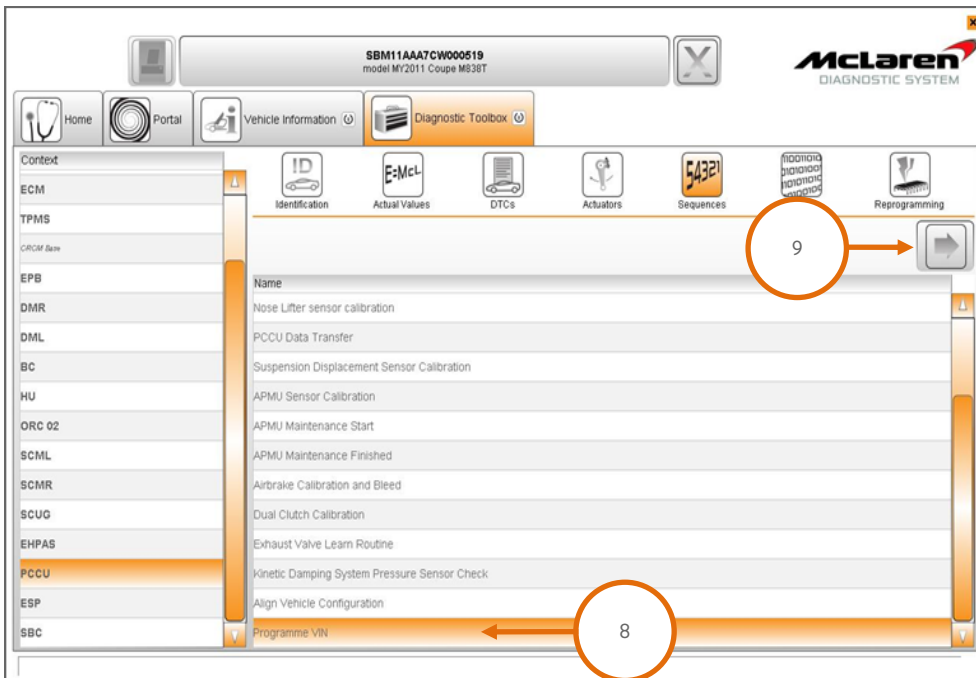 SBM11AAA7CW000519
model MY2011 Coupe M838T
McLaren
DIAGNOSTIC SYSTEM
Home
Portal
Vehicle Information
Diagnostic Toolbox
Context
ECM
TPMS
CRCM Base
EPB
DMR
DML
BC
HU
ORC 02
SCML
SCMR
SCUG
EHPAS
PCCU
ESP
SBC
ID
Identification
E=McL
Actual Values
DTCs
Actuators
54321
Sequences
Reprogramming
9
Name
Nose Lifter sensor calibration
PCCU Data Transfer
Suspension Displacement Sensor Calibration
APMU Sensor Calibration
APMU Maintenance Start
APMU Maintenance Finished
Airbrake Calibration and Bleed
Dual Clutch Calibration
Exhaust Valve Learn Routine
Kinetic Damping System Pressure Sensor Check
Align Vehicle Configuration
Programme VIN
8